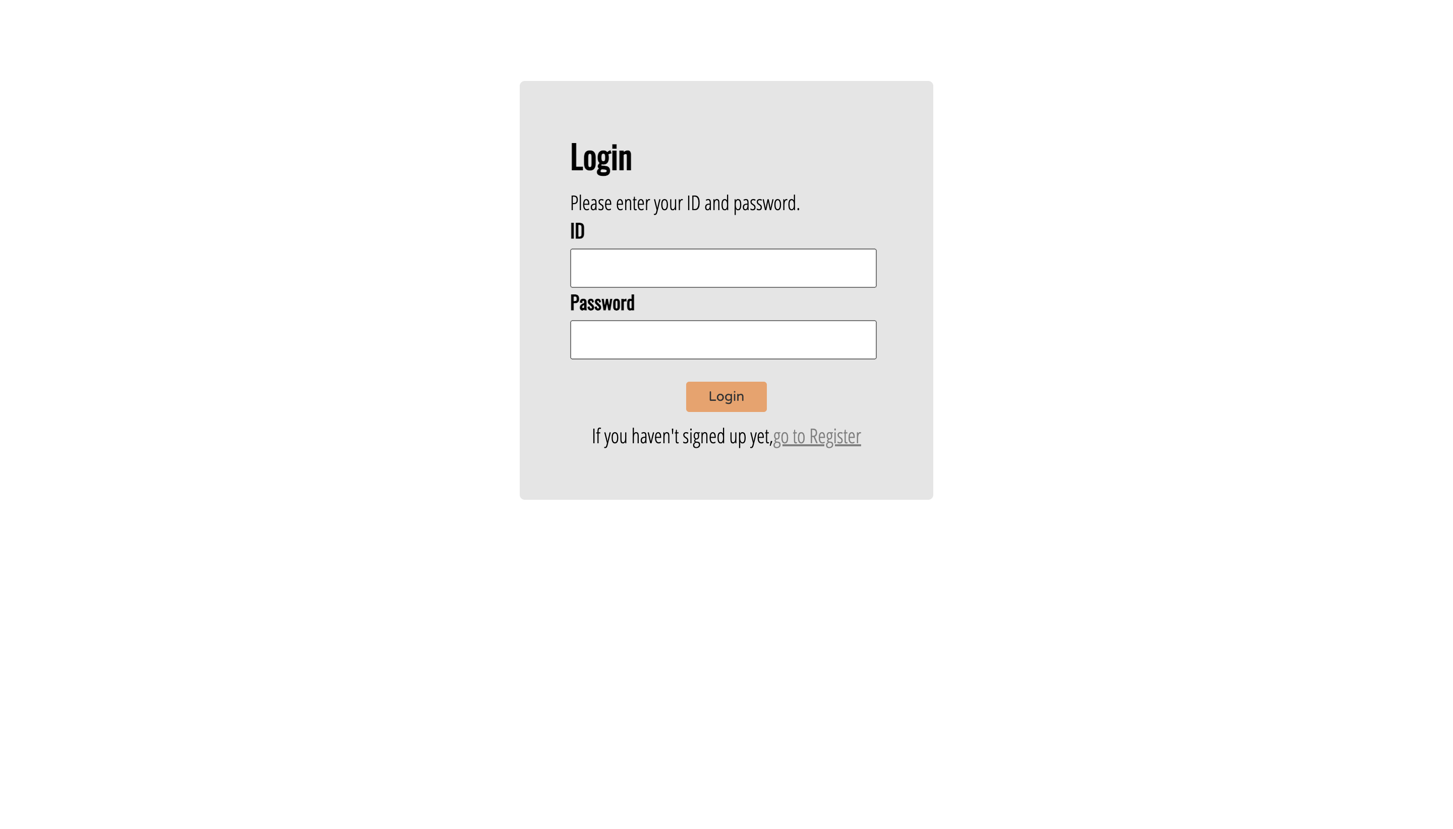 Login
Please enter your ID and password.
ID
Password
Login
If you haven't signed up yet,go to Register